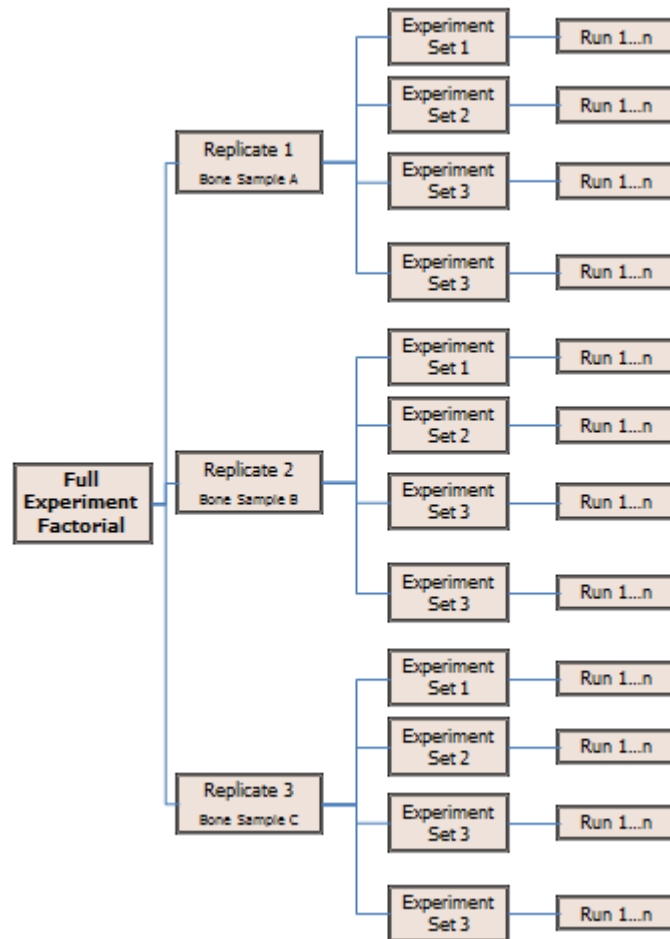 Experiment
Set 1
Run 1...n
Experiment
Set 2
Run 1...n
Replicate 1
Bone Sample A
Experiment
Set 3
Run 1...n
Experiment
Set 3
Run 1...n
Experiment
Set 1
Run 1...n
Experiment
Set 2
Run 1...n
Full
Experiment
Factorial
Replicate 2
Bone Sample B
Experiment
Set 3
Run 1...n
Experiment
Set 3
Run 1...n
Experiment
Set 1
Run 1...n
Experiment
Set 2
Run 1...n
Replicate 3
Bone Sample C
Experiment
Set 3
Run 1...n
Experiment
Set 3
Run 1...n